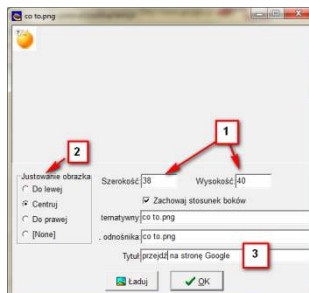 co to.png
1
2
Justowanie obrazka
Do lewej
Centruj
Do prawej
[None]
Szerokość 38 Wysokość 40
Zachowaj stosunek boków
tematywny co to.png
. odnośnika co to.png
Tytuł przejdź na stronę Google 3
Ładuj OK